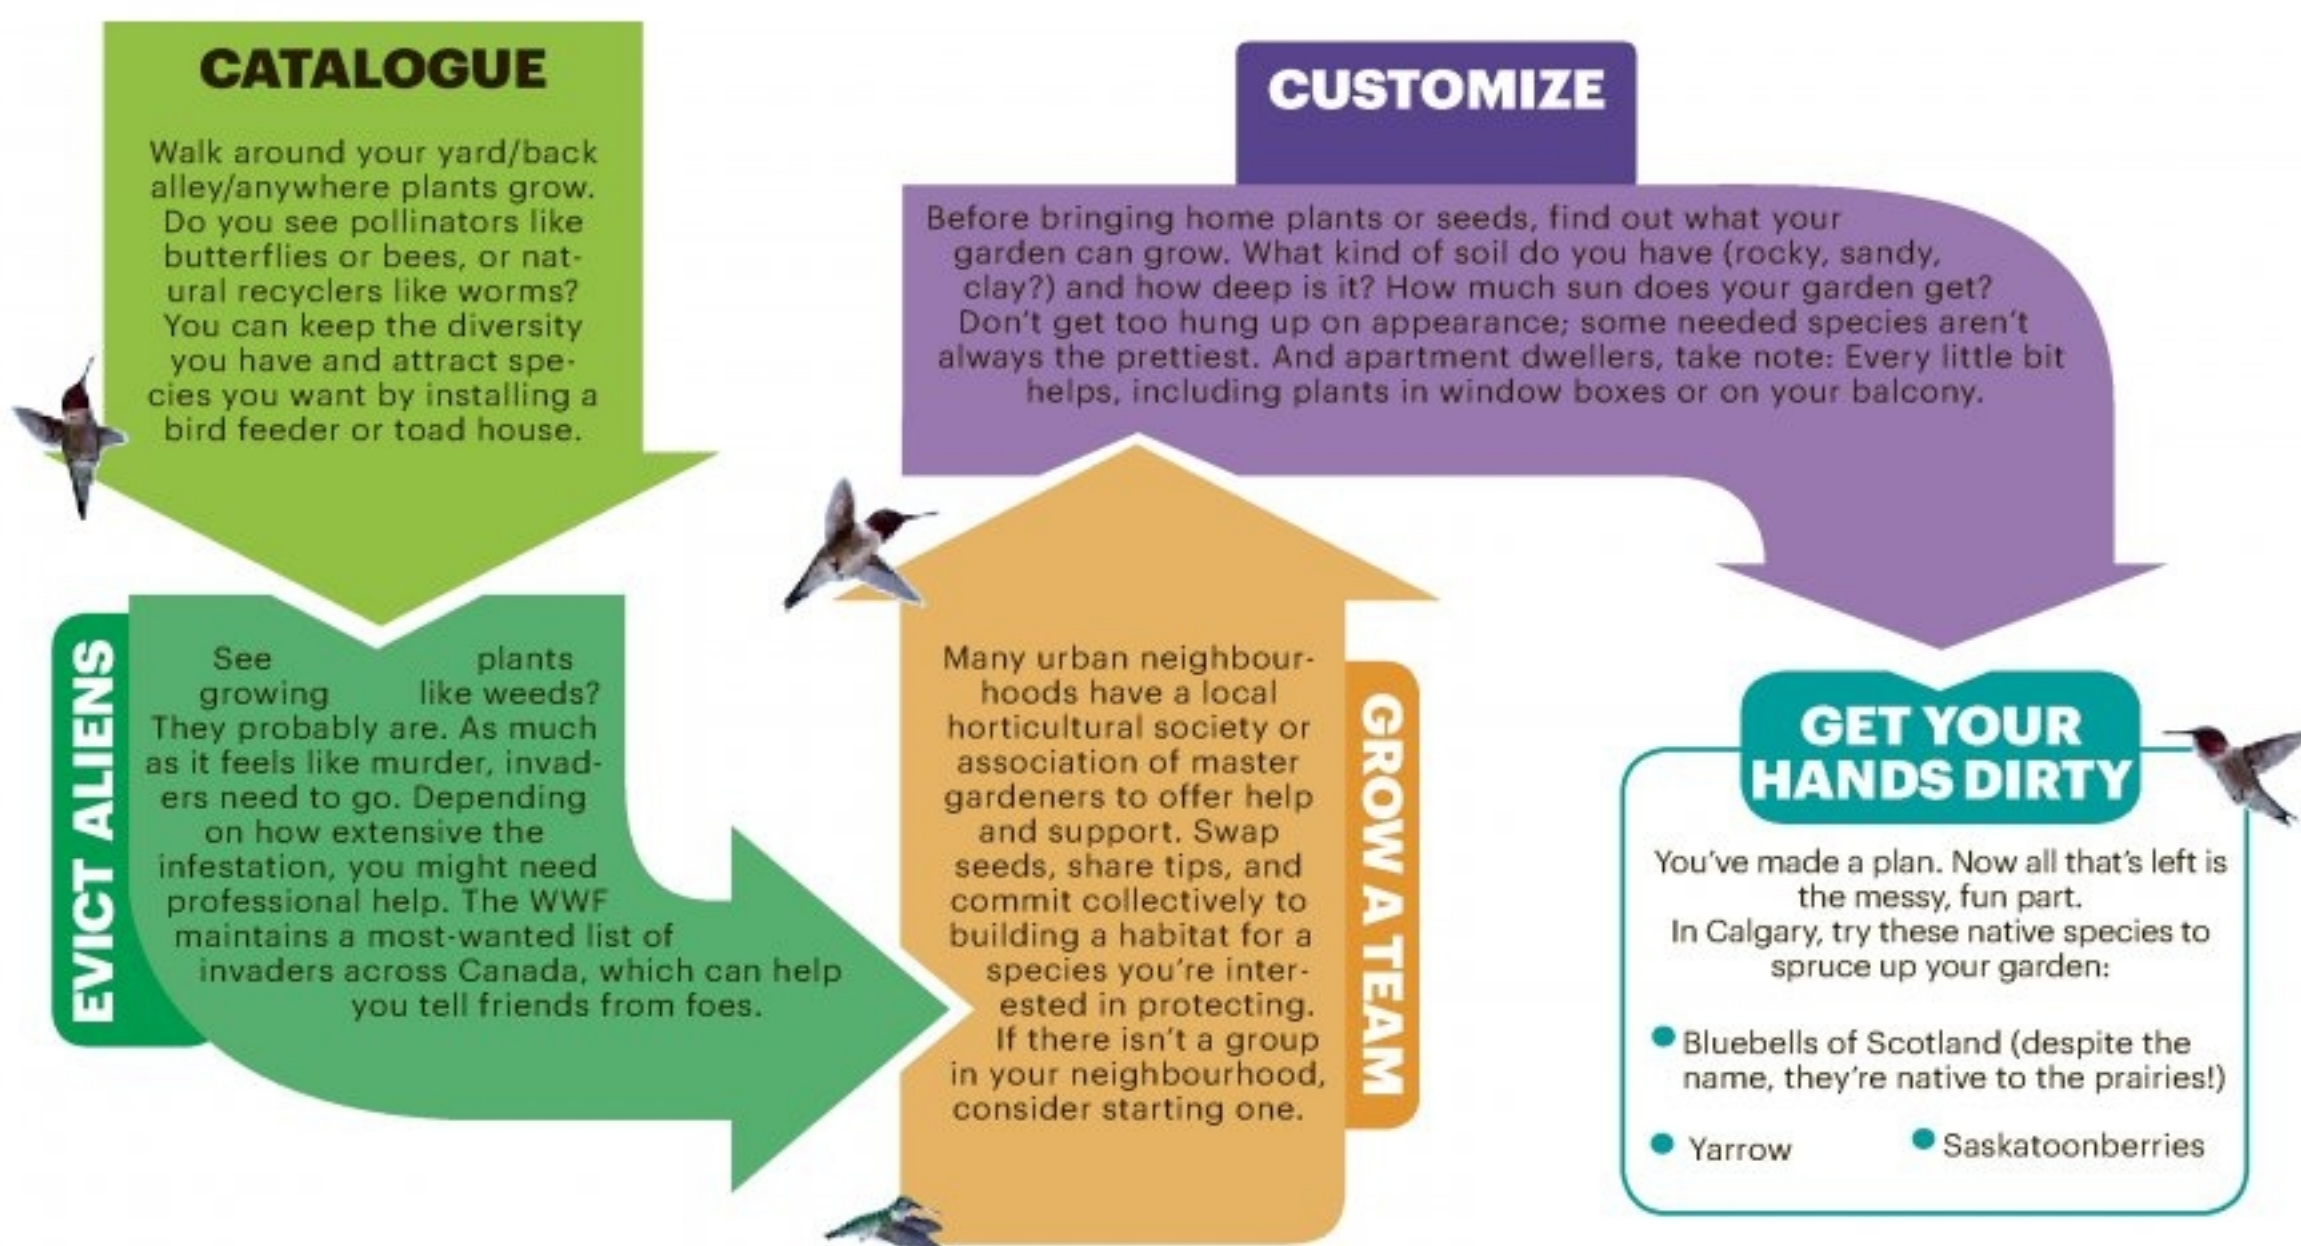 CATALOGUE
Walk around your yard/back
alley/anywhere plants grow.
Do you see pollinators like
butterflies or bees, or nat-
ural recyclers like worms?
You can keep the diversity
you have and attract spe-
cies you want by installing a
bird feeder or toad house.
EVICT ALIENS
See plants
growing like weeds?
They probably are. As much
as it feels like murder, invad-
ers need to go. Depending
on how extensive the
infestation, you might need
professional help. The WWF
maintains a most-wanted list of
invaders across Canada, which can help
you tell friends from foes.
GROW A TEAM
Many urban neighbour-
hoods have a local
horticultural society or
association of master
gardeners to offer help
and support. Swap
seeds, share tips, and
commit collectively to
building a habitat for a
species you're inter-
ested in protecting.
If there isn't a group
in your neighbourhood,
consider starting one.
CUSTOMIZE
Before bringing home plants or seeds, find out what your
garden can grow. What kind of soil do you have (rocky, sandy,
clay?) and how deep is it? How much sun does your garden get?
Don't get too hung up on appearance; some needed species aren't
always the prettiest. And apartment dwellers, take note: Every little bit
helps, including plants in window boxes or on your balcony.
GET YOUR
HANDS DIRTY
You've made a plan. Now all that's left is
the messy, fun part.
In Calgary, try these native species to
spruce up your garden:
• Bluebells of Scotland (despite the
name, they're native to the prairies!)
• Yarrow • Saskatoonberries